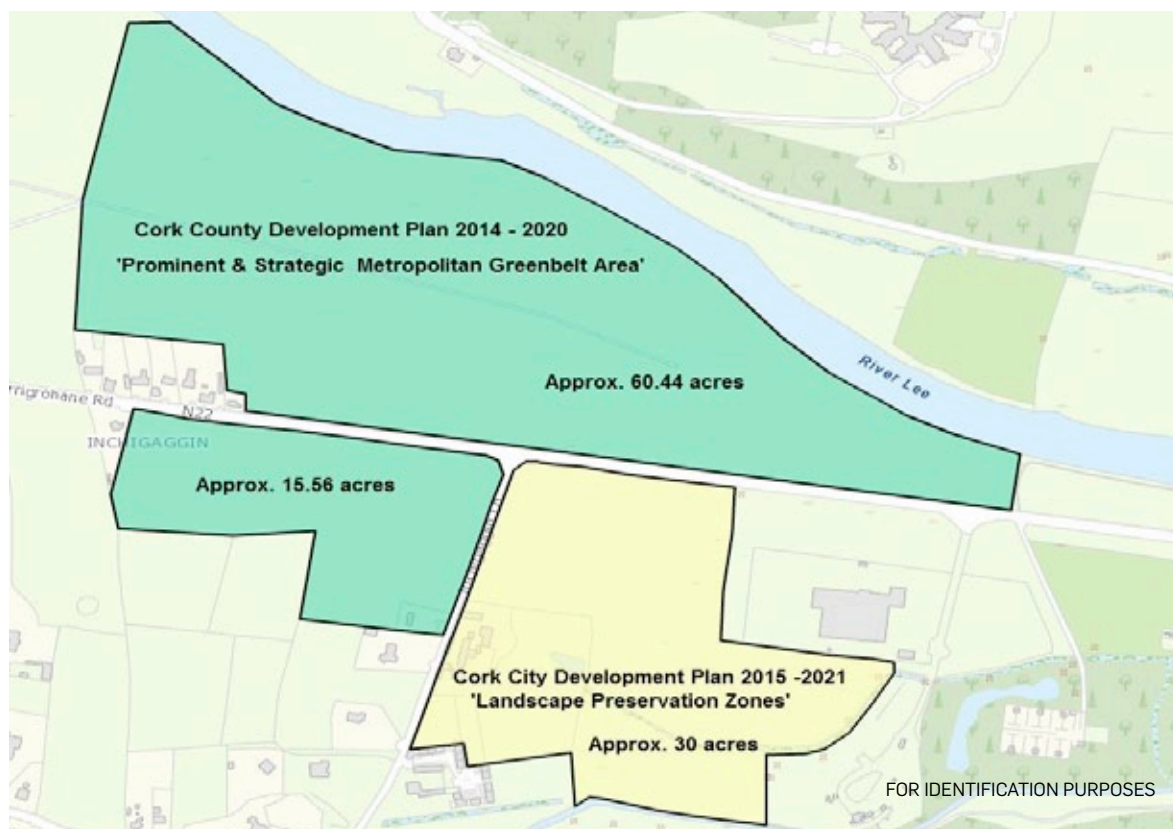 Cork County Development Plan 2014 - 2020
'Prominent & Strategic Metropolitan Greenbelt Area'
Approx. 60.44 acres
River Lee
rrigrohane Rd
N22
INCHIGAGGIN
Approx. 15.56 acres
Cork City Development Plan 2015 -2021
'Landscape Preservation Zones'
Approx. 30 acres
FOR IDENTIFICATION PURPOSES